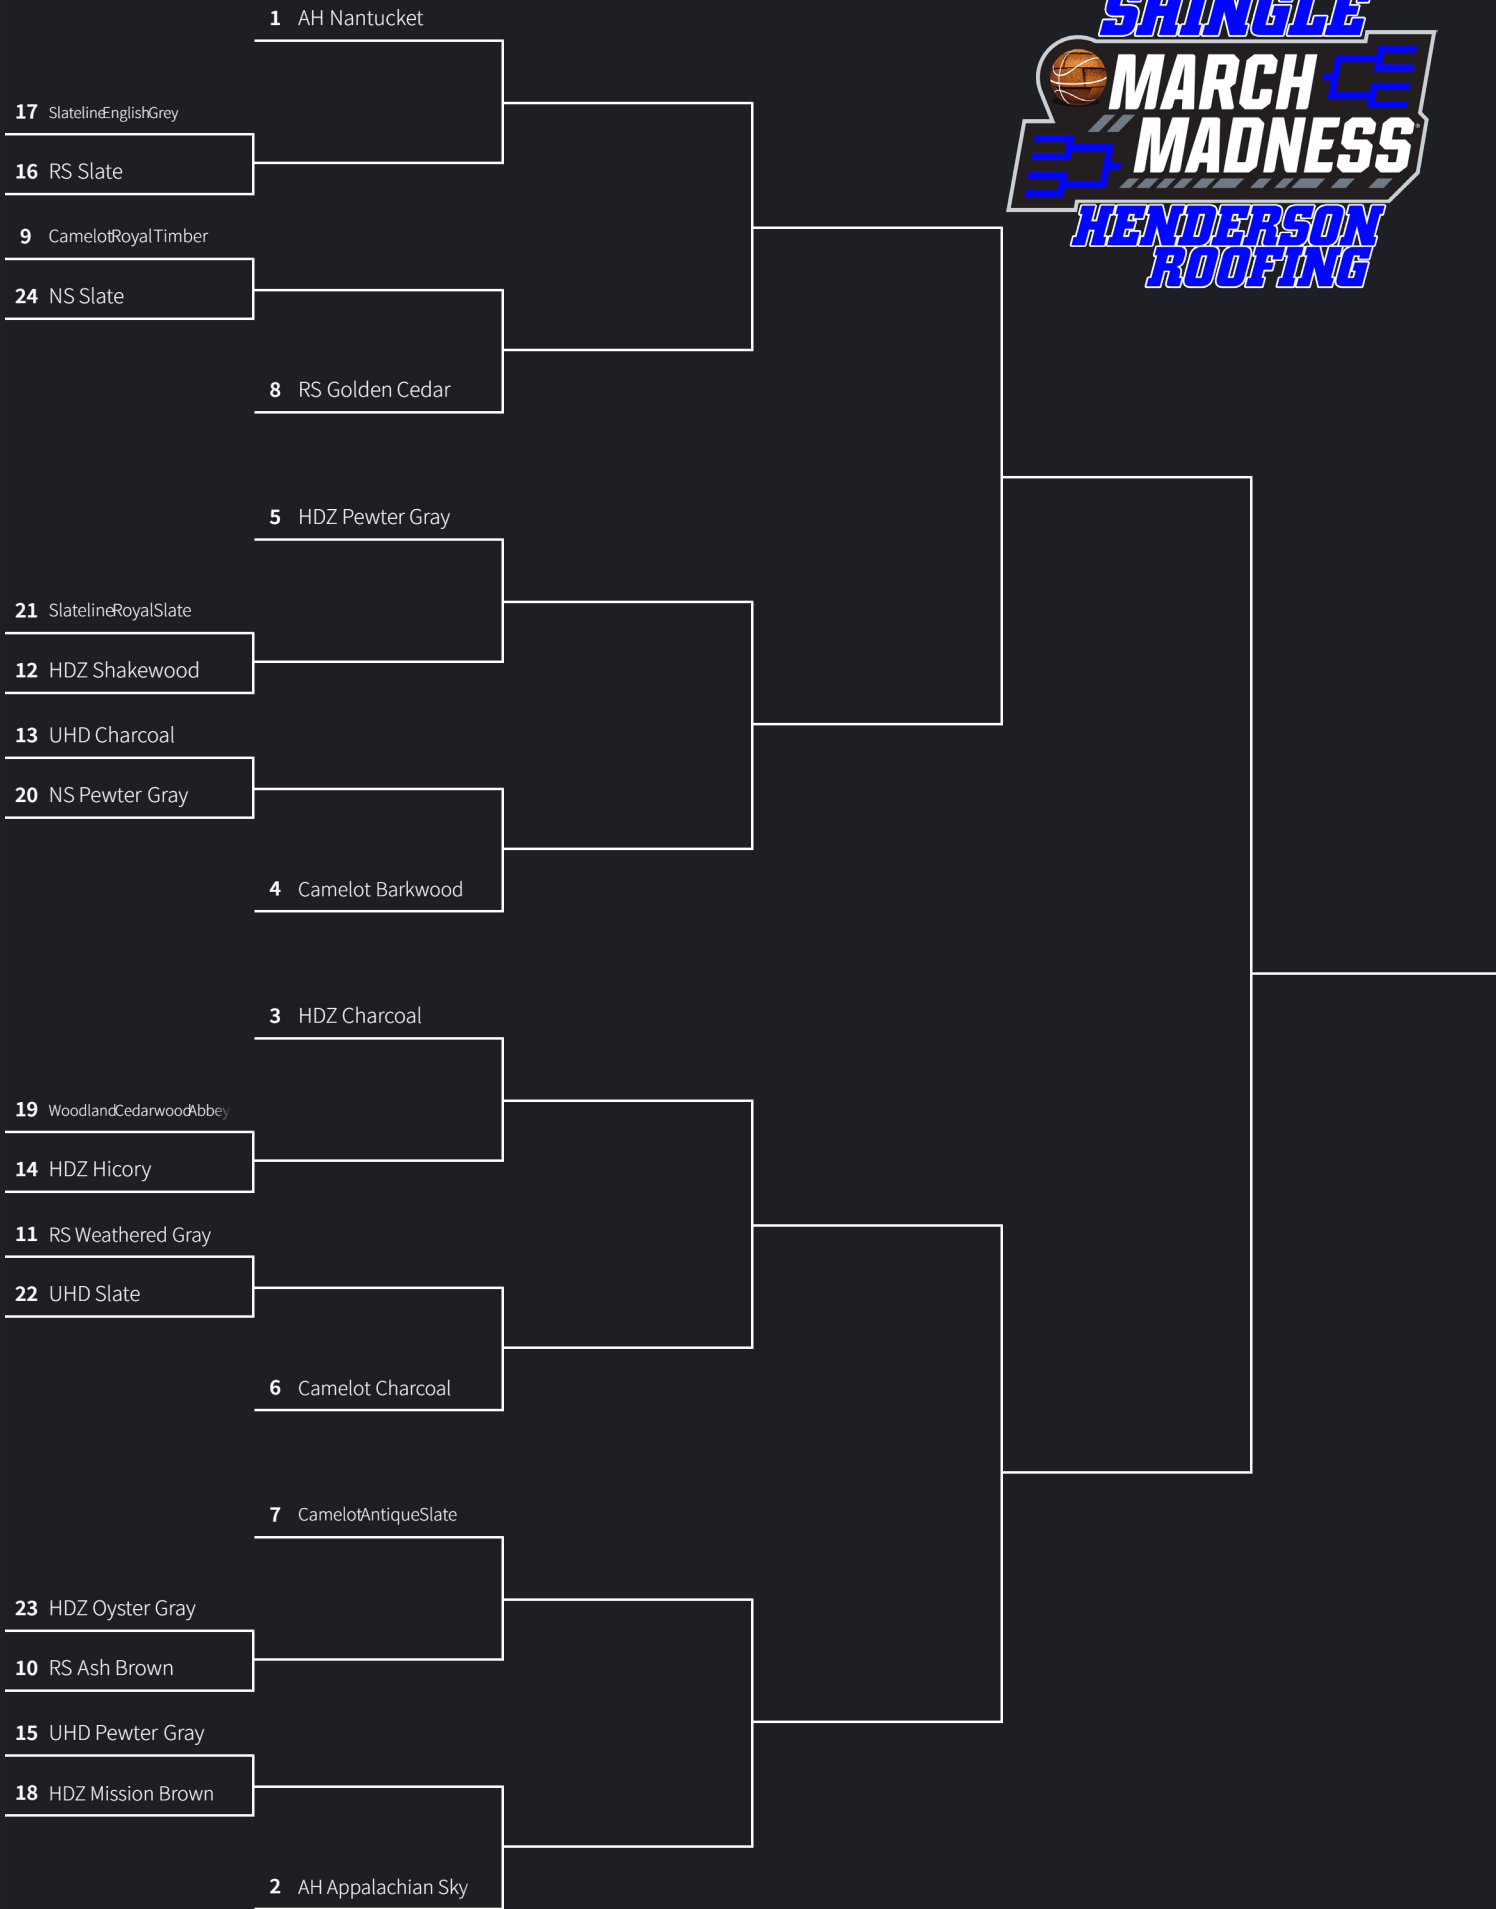 1 AH Nantucket
SHINGLE
MARCH
MADNESS
HENDERSON
ROOFING
17 SlatelineEnglishGrey
16 RS Slate
9 CamelotRoyalTimber
24 NS Slate
8 RS Golden Cedar
5 HDZ Pewter Gray
21 SlatelineRoyalSlate
12 HDZ Shakewood
13 UHD Charcoal
20 NS Pewter Gray
4 Camelot Barkwood
3 HDZ Charcoal
19 WoodlandCedarwoodAbbey
14 HDZ Hicory
11 RS Weathered Gray
22 UHD Slate
6 Camelot Charcoal
7 CamelotAntiqueSlate
23 HDZ Oyster Gray
10 RS Ash Brown
15 UHD Pewter Gray
18 HDZ Mission Brown
2 AH Appalachian Sky